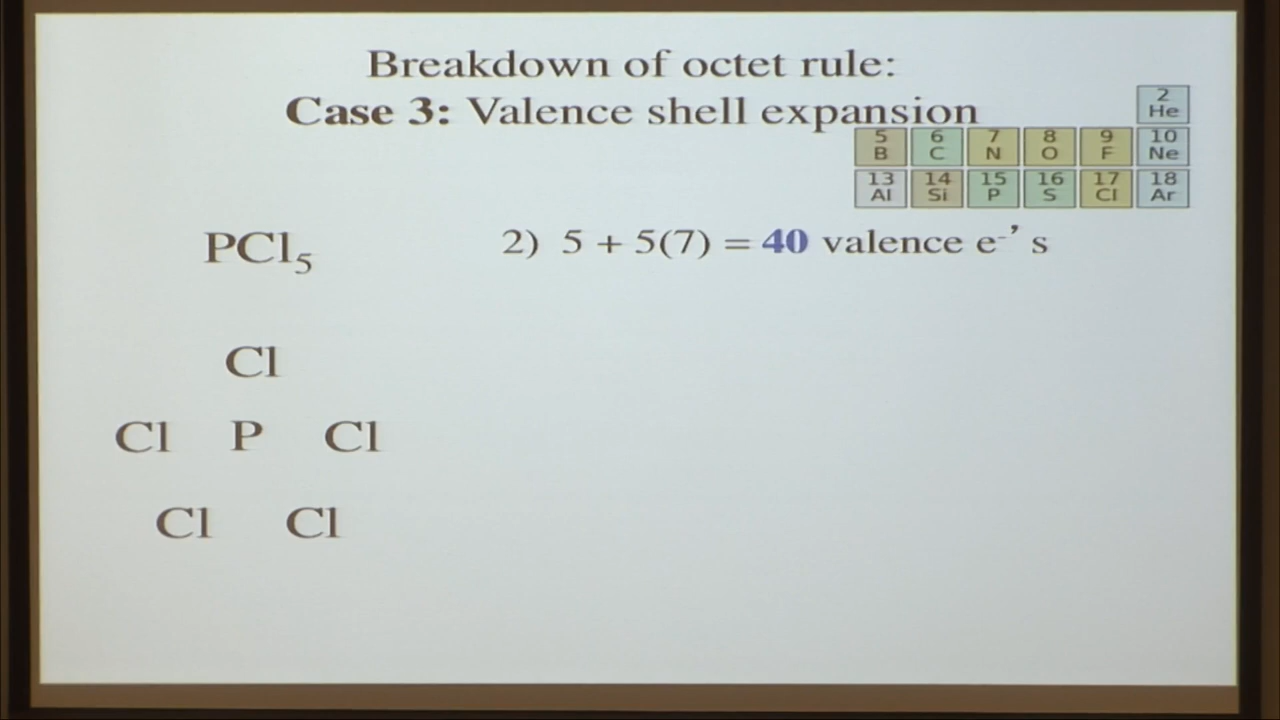 Breakdown of octet rule:
Case 3: Valence shell expansion
2
He
5 6 7 8 9 10
B C N O F Ne
13 14 15 16 17 18
Al Si P S Cl Ar
PCl₅
2) 5 + 5(7) = 40 valence e⁻’s
Cl
Cl P Cl
Cl Cl